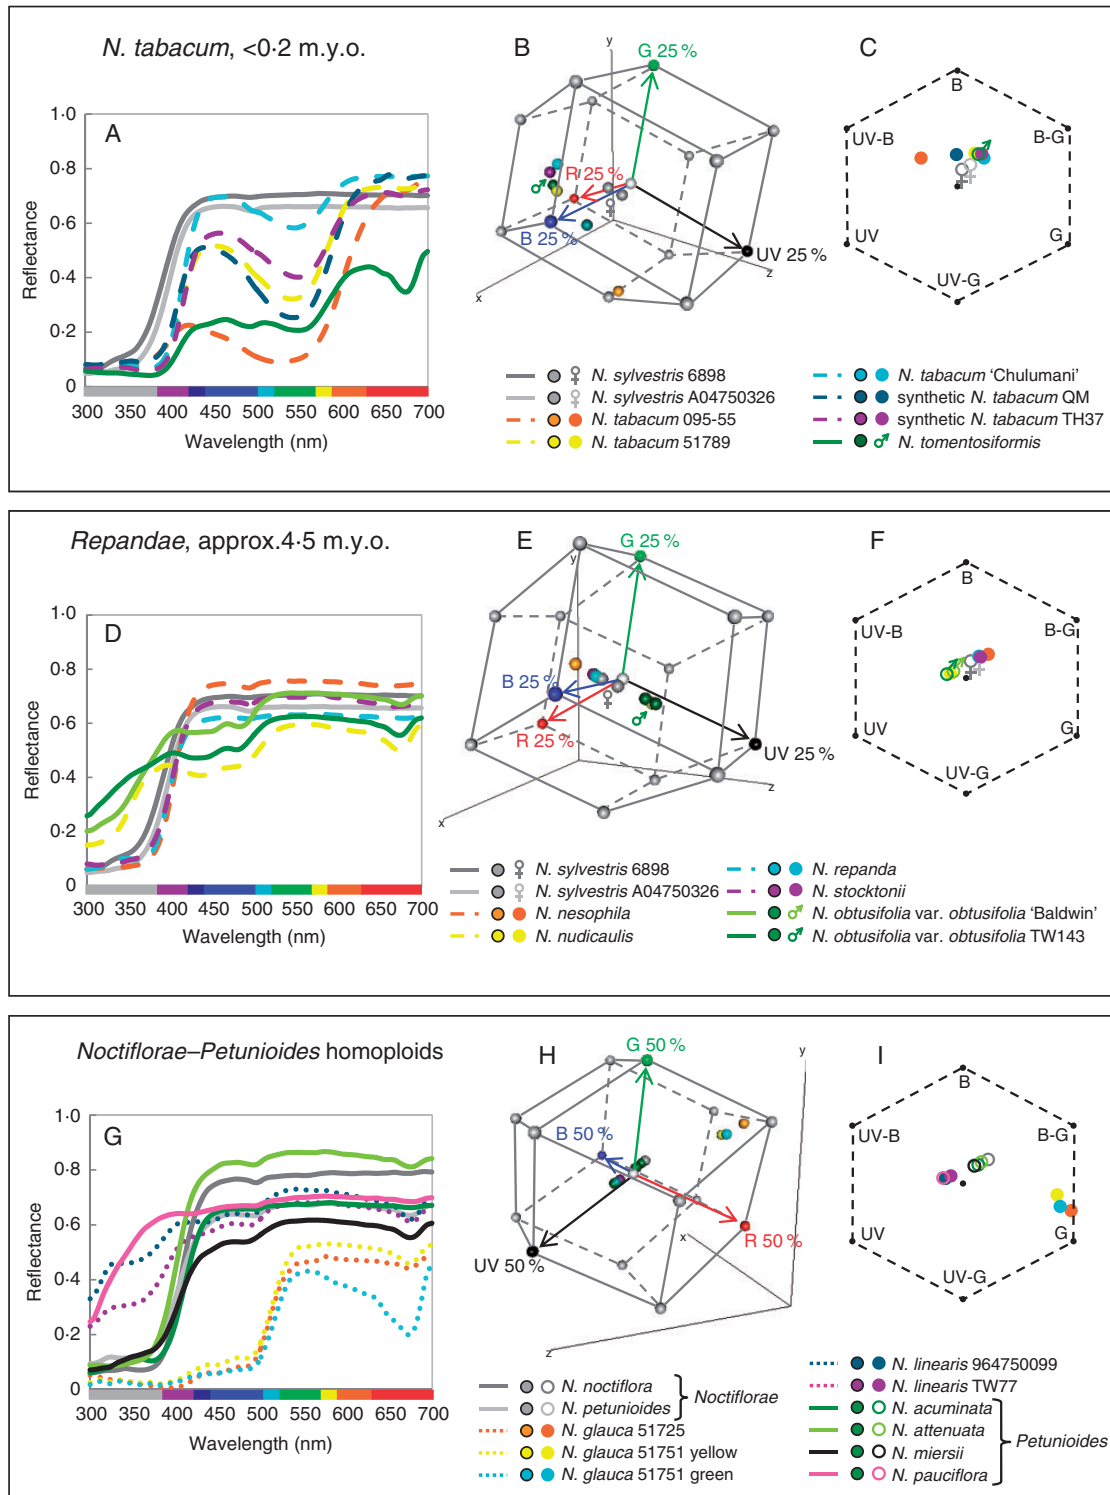 N. tabacum, <0·2 m.y.o.
A
Reflectance
1·0
0·8
0·6
0·4
0·2
0
300 350 400 450 500 550 600 650 700
Wavelength (nm)
B
y
G 25 %
R 25 %
B 25 %
UV 25 %
x
z
C
B
UV-B
B-G
UV
G
UV-G
N. sylvestris 6898
N. sylvestris A04750326
N. tabacum 095-55
N. tabacum 51789
N. tabacum ‘Chulumani’
synthetic N. tabacum QM
synthetic N. tabacum TH37
N. tomentosiformis
Repandae, approx.4·5 m.y.o.
D
Reflectance
1·0
0·8
0·6
0·4
0·2
0
300 350 400 450 500 550 600 650 700
Wavelength (nm)
E
G 25 %
y
B 25 %
R 25 %
UV 25 %
z
x
F
B
UV-B
B-G
UV
G
UV-G
N. sylvestris 6898
N. sylvestris A04750326
N. nesophila
N. nudicaulis
N. repanda
N. stocktonii
N. obtusifolia var. obtusifolia ‘Baldwin’
N. obtusifolia var. obtusifolia TW143
Noctiflorae–Petunioides homoploids
G
Reflectance
1·0
0·8
0·6
0·4
0·2
0
300 350 400 450 500 550 600 650 700
Wavelength (nm)
H
G 50 %
y
B 50 %
x
R 50 %
UV 50 %
z
I
B
UV-B
B-G
UV
G
UV-G
N. noctiflora
N. petunioides
Noctiflorae
N. glauca 51725
N. glauca 51751 yellow
N. glauca 51751 green
N. linearis 964750099
N. linearis TW77
N. acuminata
N. attenuata
N. miersii
N. pauciflora
Petunioides